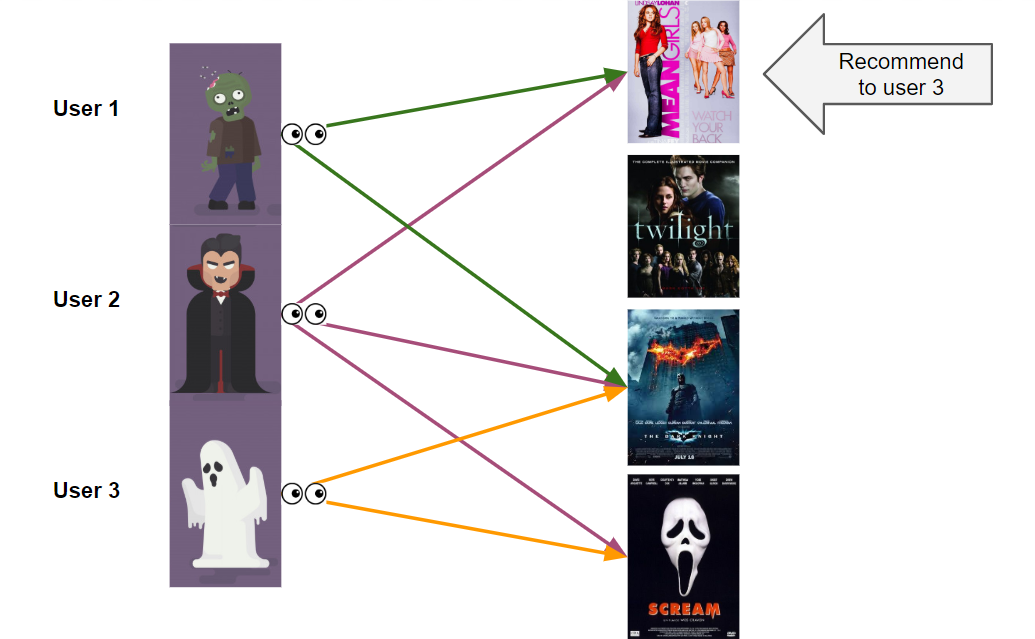 LINDSAY LOHAN
MEAN GIRLS
WATCH
YOUR
BACK
Recommend
to user 3
User 1
THE COMPLETE ILLUSTRATED MOVIE COMPANION
twilight
User 2
THE DARK KNIGHT
JULY 18
User 3
SCREAM